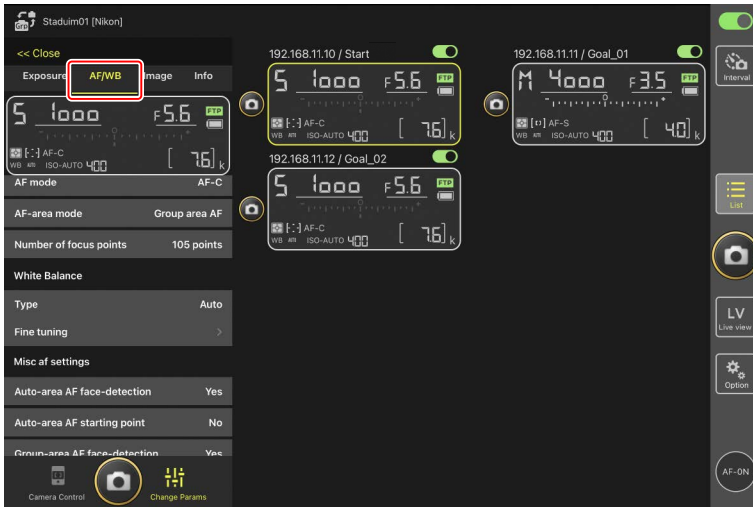 Grp
Staduim01 [Nikon]
<< Close
Exposure AF/WB Image Info
S 1000 F5.6 FTP
AF-C
WB ISO-AUTO 400 [ 7.6] k
AF mode AF-C
AF-area mode Group area AF
Number of focus points 105 points
White Balance
Type Auto
Fine tuning >
Misc af settings
Auto-area AF face-detection Yes
Auto-area AF starting point No
Group-area AF face-detection Yes
Camera Control
Change Params
192.168.11.10 / Start
S 1000 F5.6 FTP
AF-C
WB ISO-AUTO 400 [ 7.6] k
192.168.11.11 / Goal_01
M 4000 F3.5 FTP
AF-S
WB ISO-AUTO 400 [ 4.0] k
192.168.11.12 / Goal_02
S 1000 F5.6 FTP
AF-C
WB ISO-AUTO 400 [ 7.6] k
Interval
List
LV
Live view
Option
AF-ON